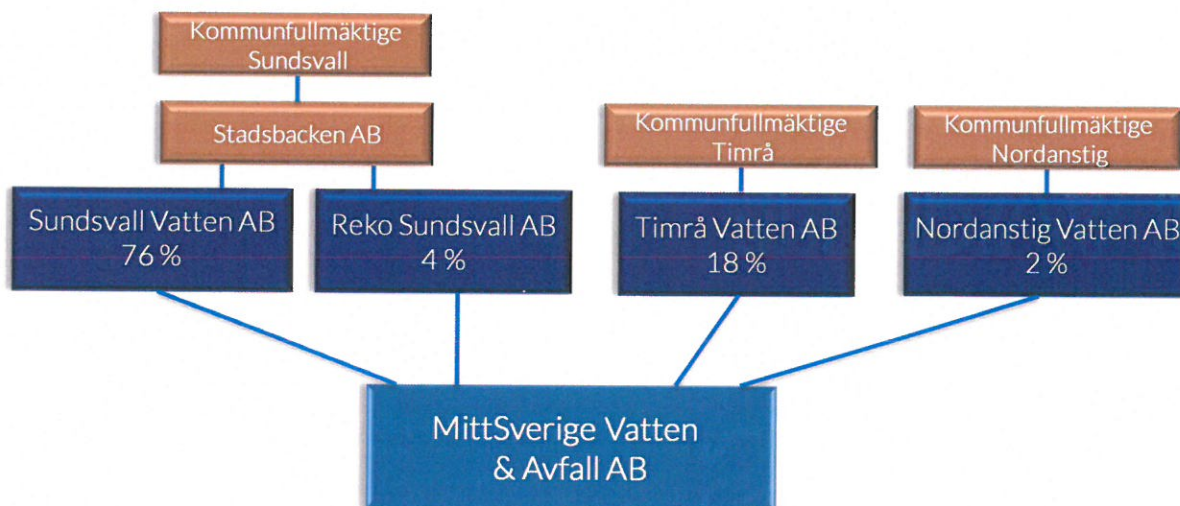 Kommunfullmäktige
Sundsvall
Stadsbacken AB
Kommunfullmäktige
Timrå
Kommunfullmäktige
Nordanstig
Sundsvall Vatten AB
76 %
Reko Sundsvall AB
4 %
Timrå Vatten AB
18 %
Nordanstig Vatten AB
2 %
MittSverige Vatten
& Avfall AB